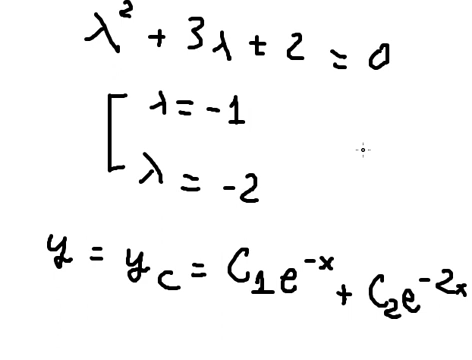 λ² + 3λ + 2 = 0
[ λ = -1
λ = -2
y = y_c = C₁e^{-x} + C₂e^{-2x}